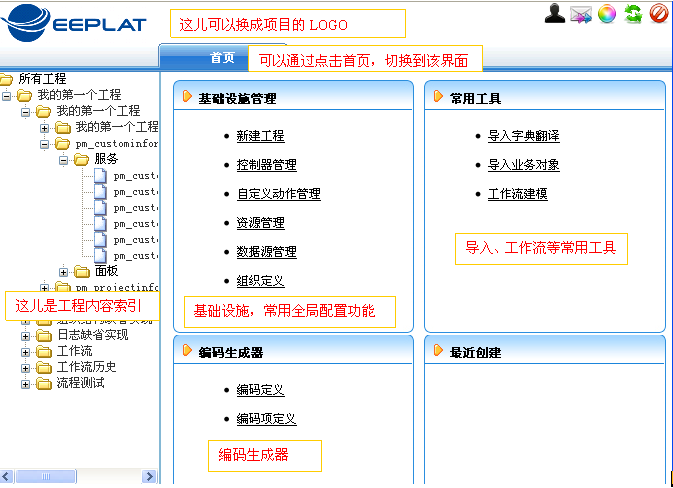 EEPLAT
这儿可以换成项目的 LOGO
首页
可以通过点击首页，切换到该界面
所有工程
我的第一个工程
我的第一个工程
我的第一个工程
pm_custominfor
服务
pm_custo
pm_custo
pm_custo
pm_custo
pm_custo
pm_custo
面板
pm_projectinfo
这儿是工程内容索引
日志缺省实现
工作流
工作流历史
流程测试
基础设施管理
新建工程
控制器管理
自定义动作管理
资源管理
数据源管理
组织定义
基础设施，常用全局配置功能
常用工具
导入字典翻译
导入业务对象
工作流建模
导入、工作流等常用工具
编码生成器
编码定义
编码项定义
编码生成器
最近创建